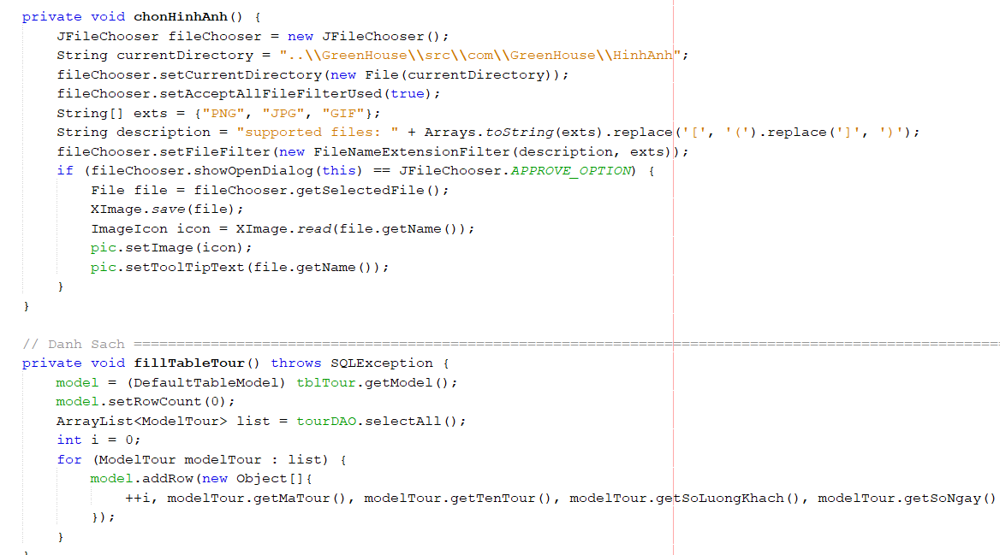 private void chonHinhAnh() {
JFileChooser fileChooser = new JFileChooser();
String currentDirectory = "..\\GreenHouse\\src\\com\\GreenHouse\\HinhAnh";
fileChooser.setCurrentDirectory(new File(currentDirectory));
fileChooser.setAcceptAllFileFilterUsed(true);
String[] exts = {"PNG", "JPG", "GIF"};
String description = "supported files: " + Arrays.toString(exts).replace('[', '(').replace(']', ')');
fileChooser.setFileFilter(new FileNameExtensionFilter(description, exts));
if (fileChooser.showOpenDialog(this) == JFileChooser.APPROVE_OPTION) {
File file = fileChooser.getSelectedFile();
XImage.save(file);
ImageIcon icon = XImage.read(file.getName());
pic.setImage(icon);
pic.setToolTipText(file.getName());
}
}
// Danh Sach =====================================================================================================
private void fillTableTour() throws SQLException {
model = (DefaultTableModel) tblTour.getModel();
model.setRowCount(0);
ArrayList<ModelTour> list = tourDAO.selectAll();
int i = 0;
for (ModelTour modelTour : list) {
model.addRow(new Object[]{
++i, modelTour.getMaTour(), modelTour.getTenTour(), modelTour.getSoLuongKhach(), modelTour.getSoNgay()
});
}